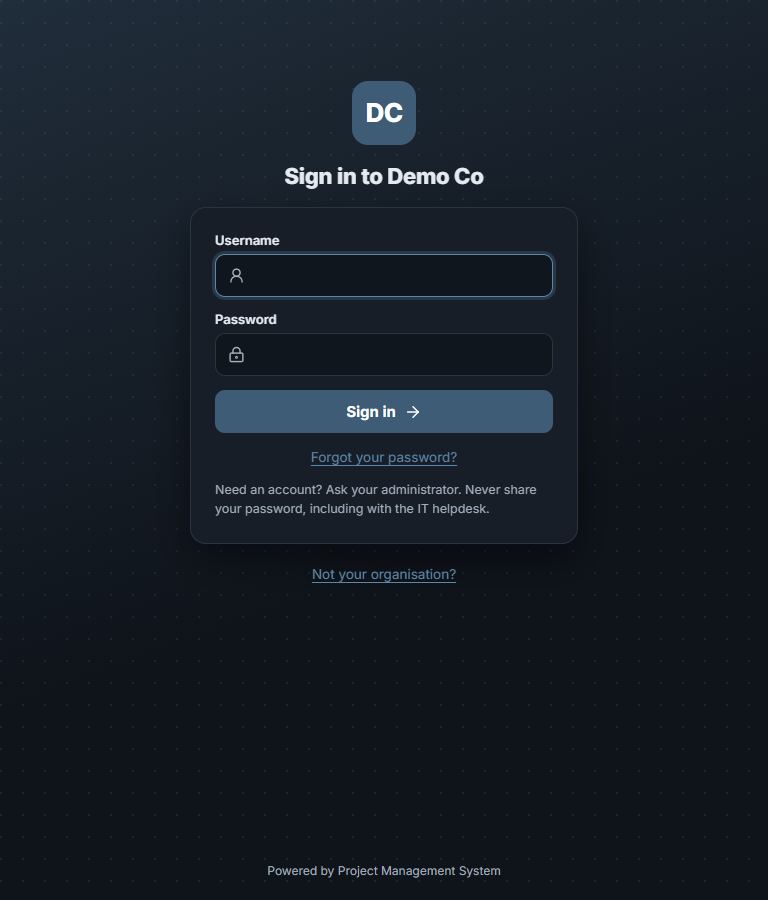 DC
Sign in to Demo Co
Username
Password
Sign in
Forgot your password?
Need an account? Ask your administrator. Never share
your password, including with the IT helpdesk.
Not your organisation?
Powered by Project Management System